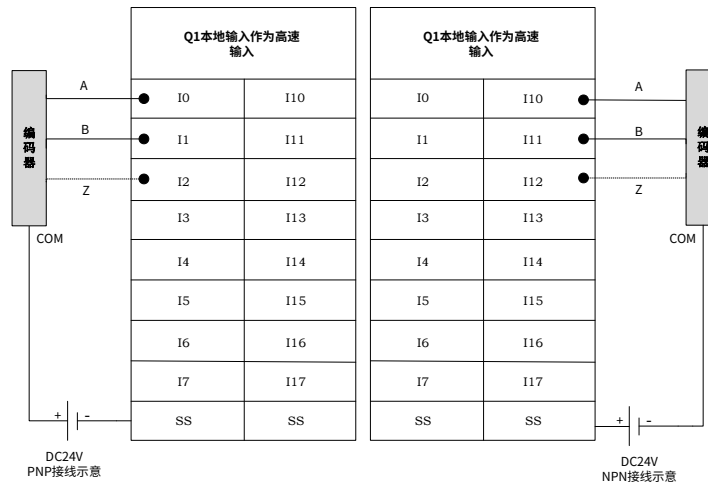 Q1本地输入作为高速
输入
编码器
A
B
Z
COM
I0 I10
I1 I11
I2 I12
I3 I13
I4 I14
I5 I15
I6 I16
I7 I17
SS SS
+ -
DC24V
PNP接线示意
Q1本地输入作为高速
输入
I0 I10
I1 I11
I2 I12
I3 I13
I4 I14
I5 I15
I6 I16
I7 I17
SS SS
A
B
Z
编码器
COM
+ -
DC24V
NPN接线示意